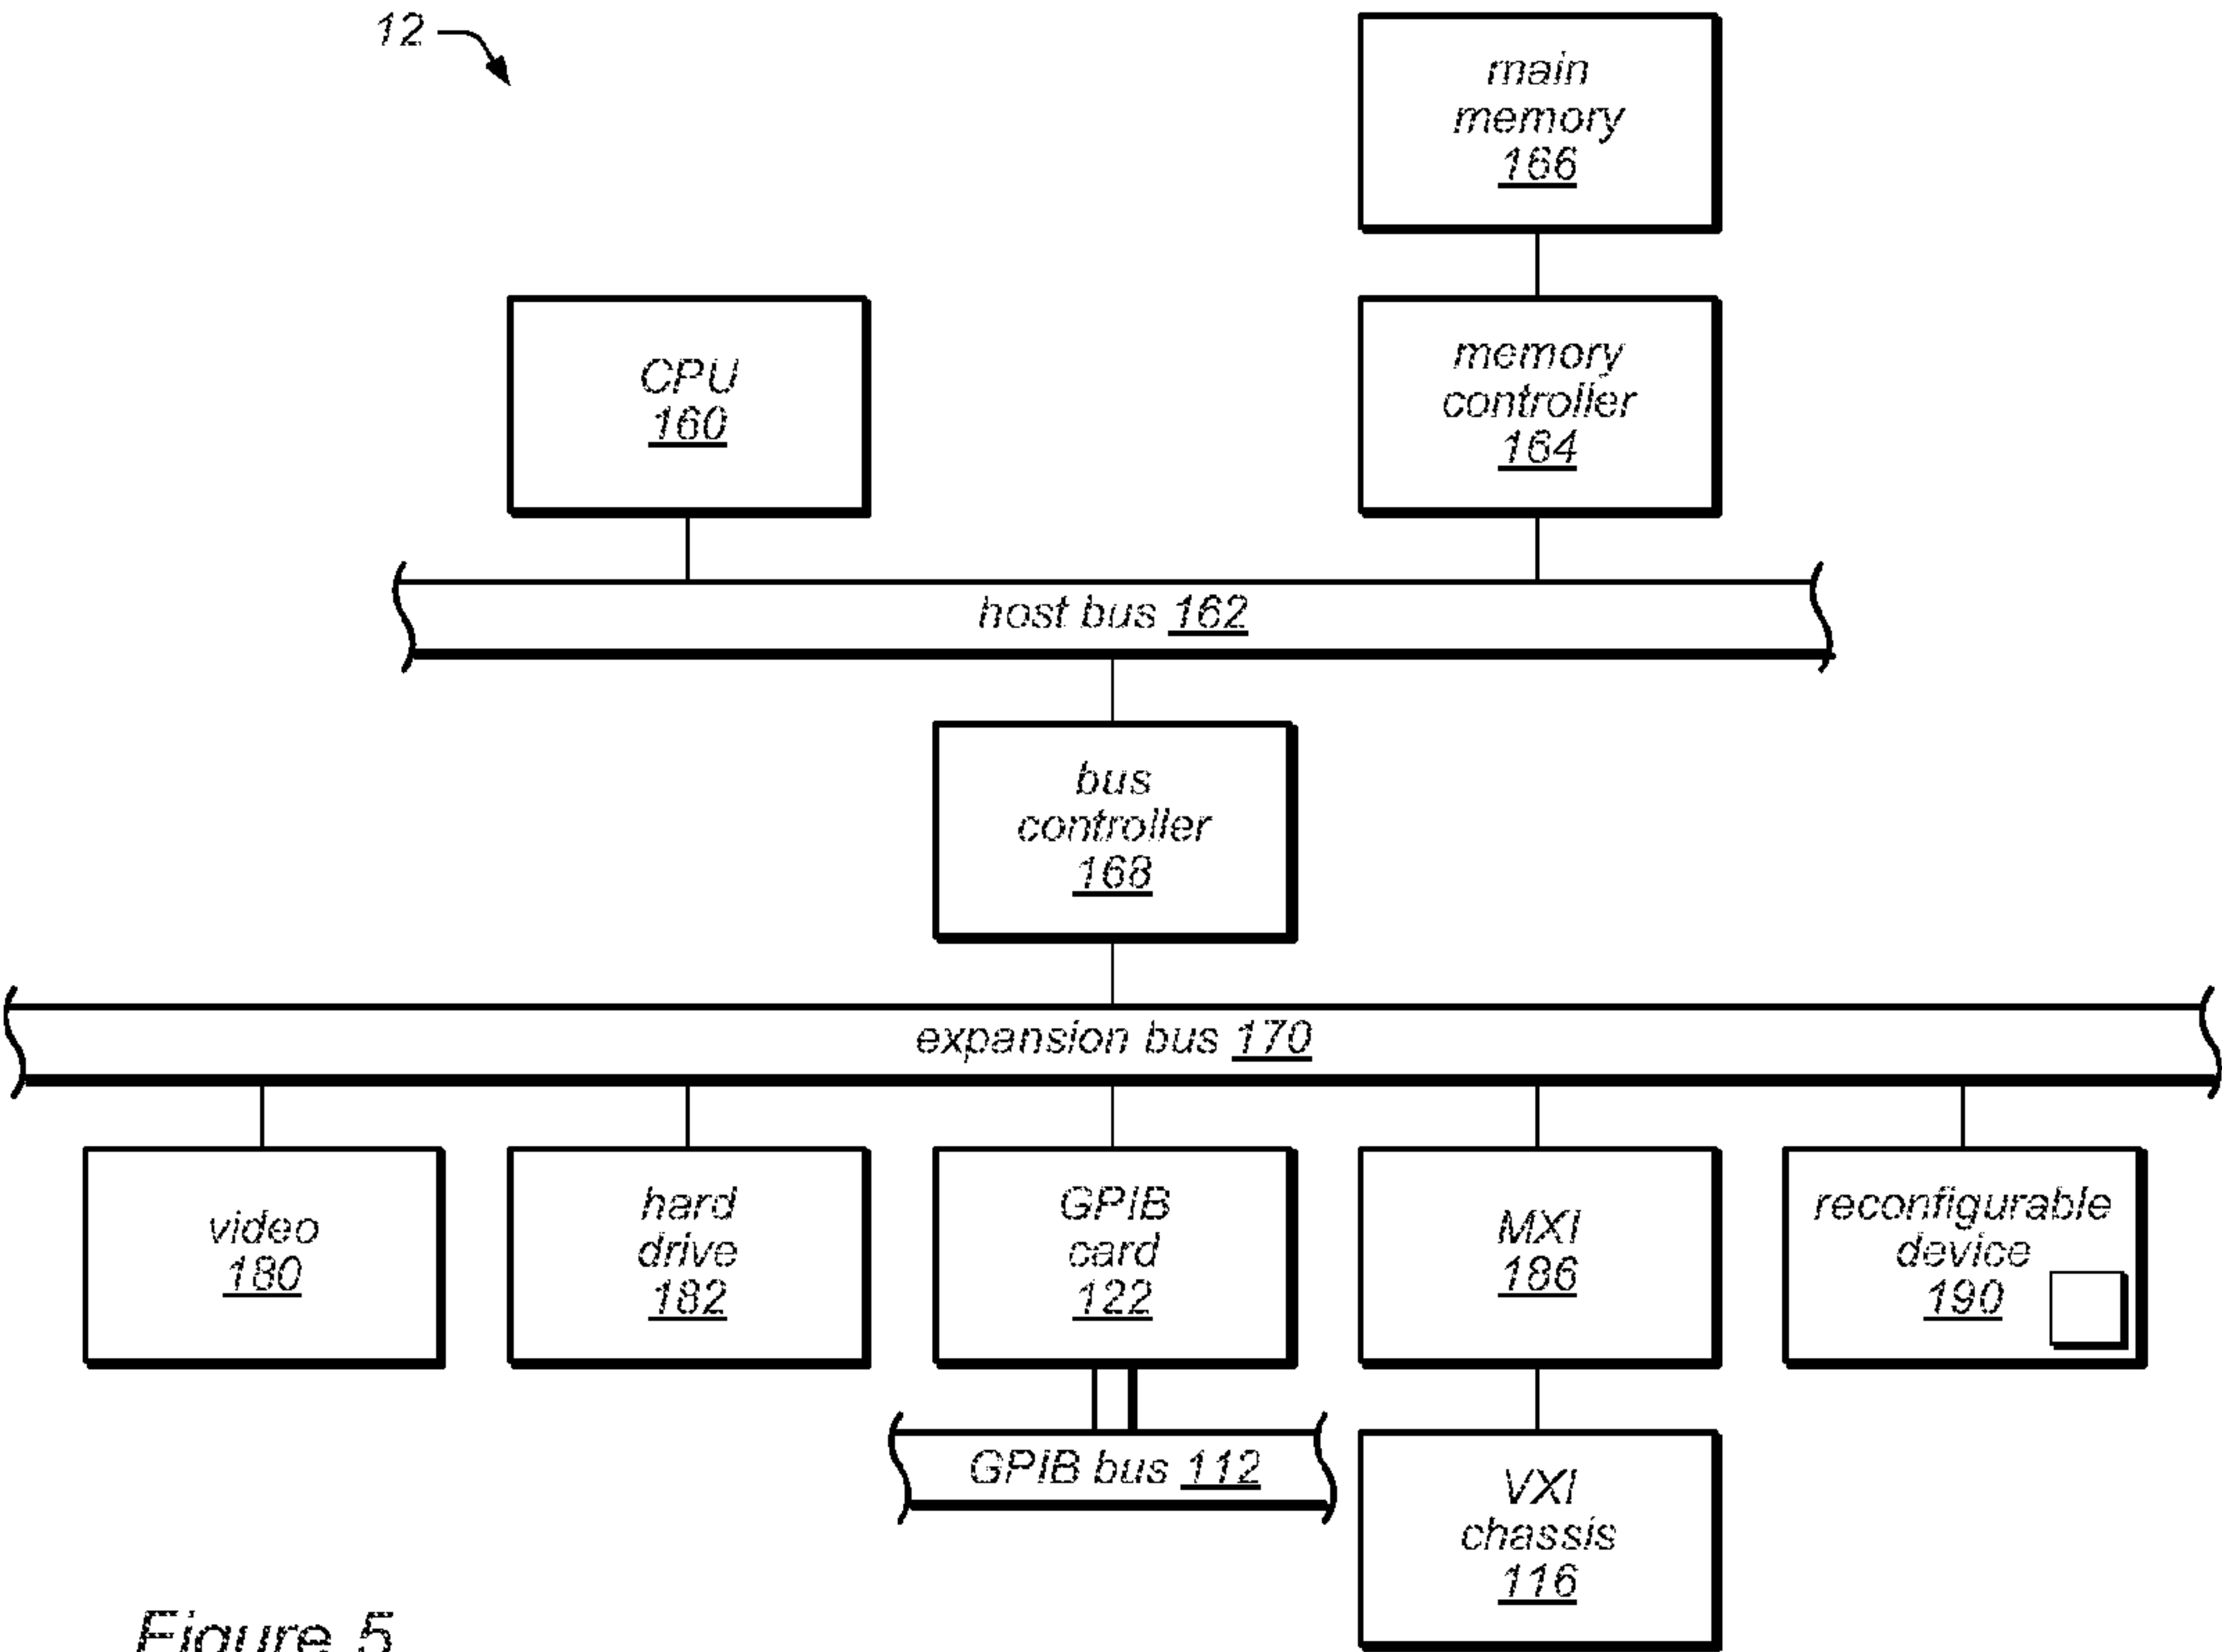 12
main
memory
166
CPU
160
memory
controller
164
host bus 162
bus
controller
168
expansion bus 170
video
180
hard
drive
182
GPIB
card
122
MXI
186
reconfigurable
device
190
GPIB bus 112
VXI
chassis
116
Figure 5